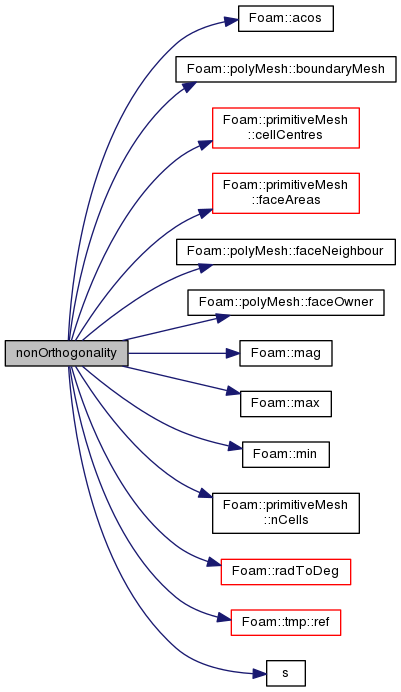 Foam::acos
Foam::polyMesh::boundaryMesh
Foam::primitiveMesh
::cellCentres
Foam::primitiveMesh
::faceAreas
Foam::polyMesh::faceNeighbour
Foam::polyMesh::faceOwner
nonOrthogonality
Foam::mag
Foam::max
Foam::min
Foam::primitiveMesh
::nCells
Foam::radToDeg
Foam::tmp::ref
s